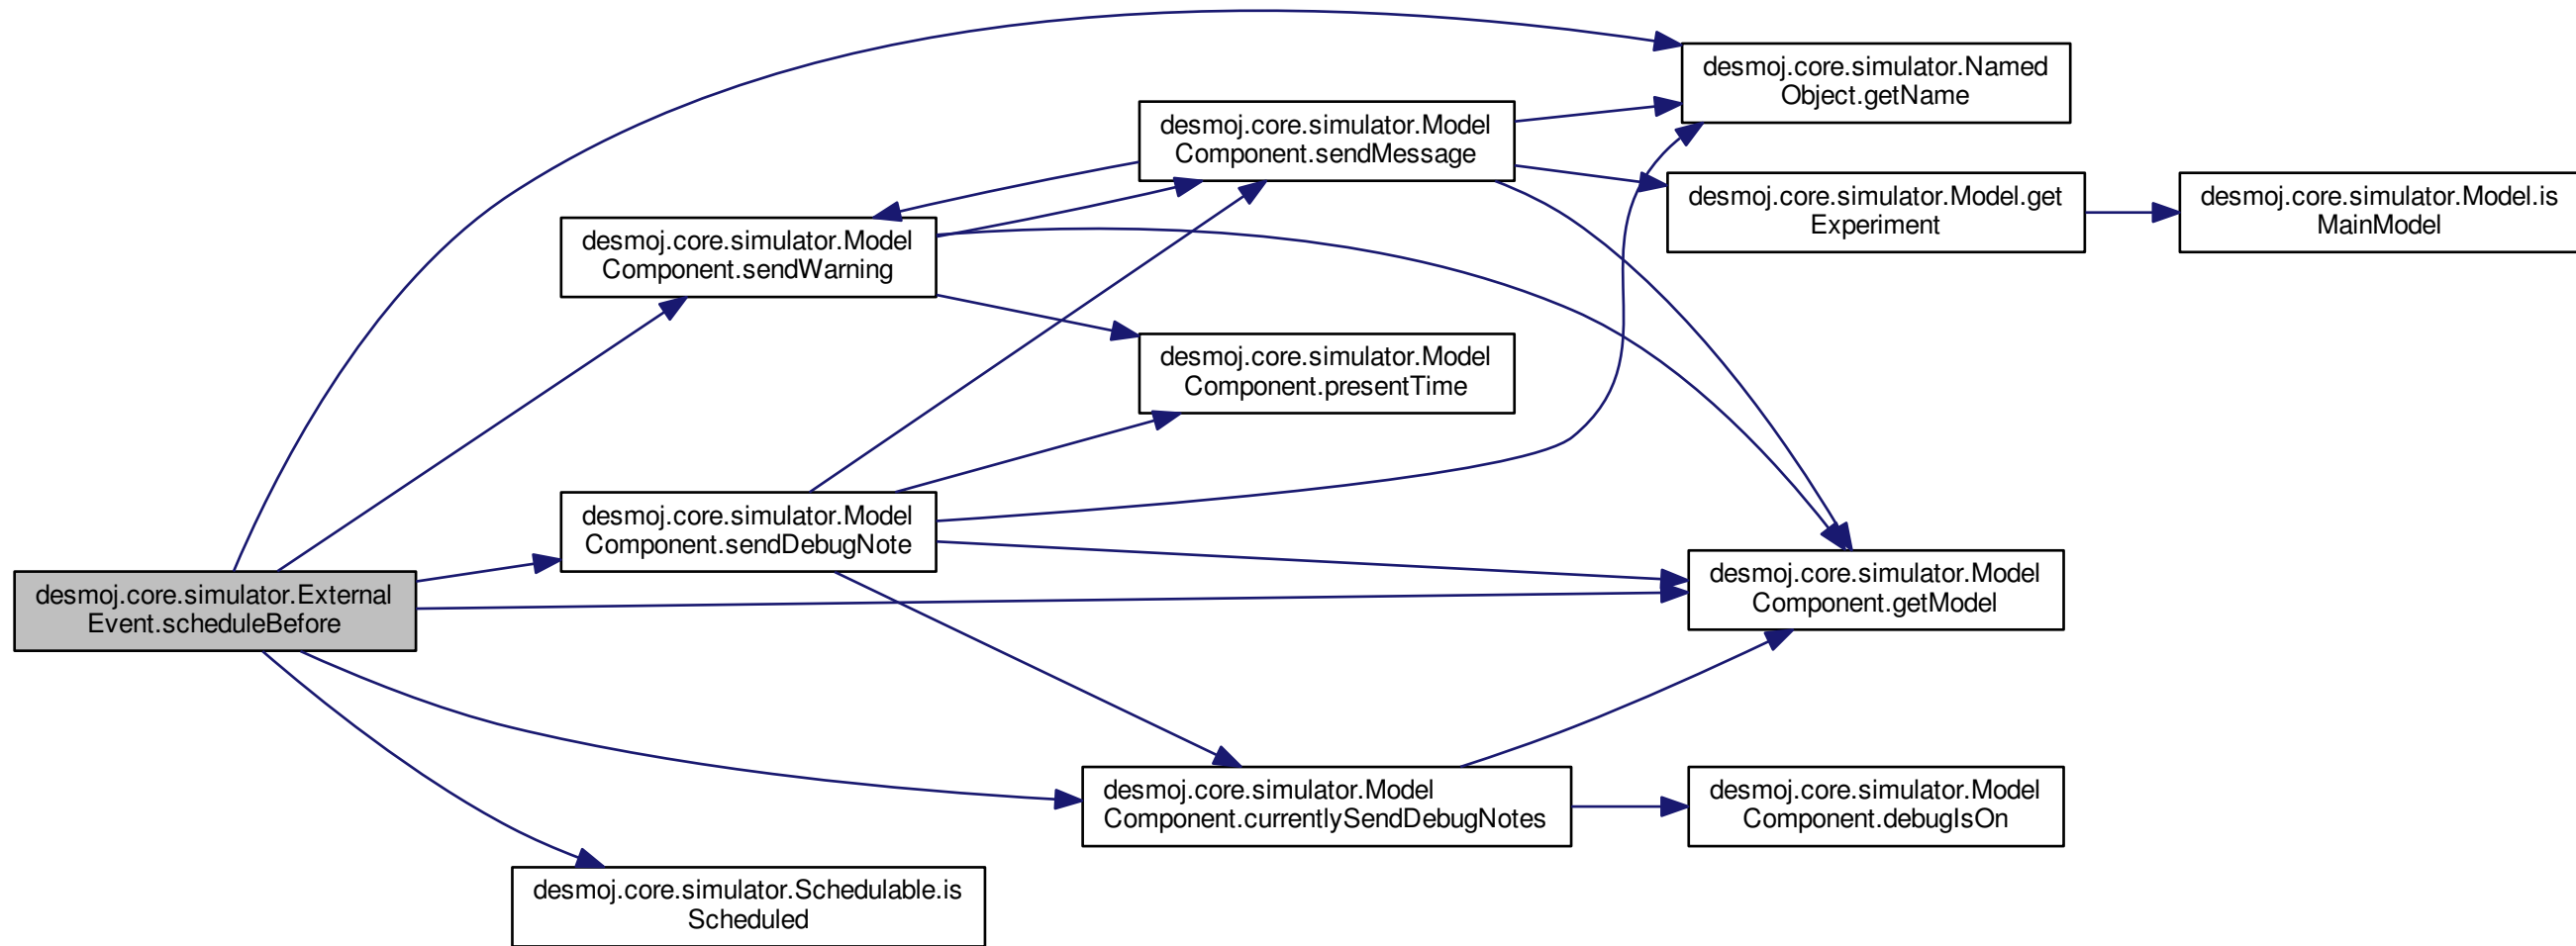 desmoj.core.simulator.Named
Object.getName
desmoj.core.simulator.Model
Component.sendMessage
desmoj.core.simulator.Model.get
Experiment
desmoj.core.simulator.Model.is
MainModel
desmoj.core.simulator.Model
Component.sendWarning
desmoj.core.simulator.Model
Component.presentTime
desmoj.core.simulator.Model
Component.sendDebugNote
desmoj.core.simulator.External
Event.scheduleBefore
desmoj.core.simulator.Model
Component.getModel
desmoj.core.simulator.Model
Component.currentlySendDebugNotes
desmoj.core.simulator.Model
Component.debugIsOn
desmoj.core.simulator.Schedulable.is
Scheduled